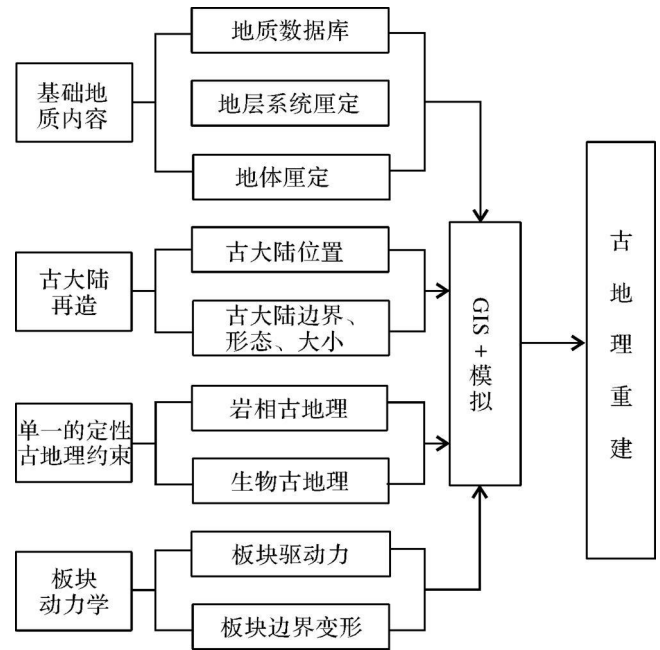 基础地
质内容
地质数据库
地层系统厘定
地体厘定
古大陆
再造
古大陆位置
古大陆边界、
形态、大小
单一的定性
古地理约束
岩相古地理
生物古地理
板块
动力学
板块驱动力
板块边界变形
GIS+模拟
古地理重建